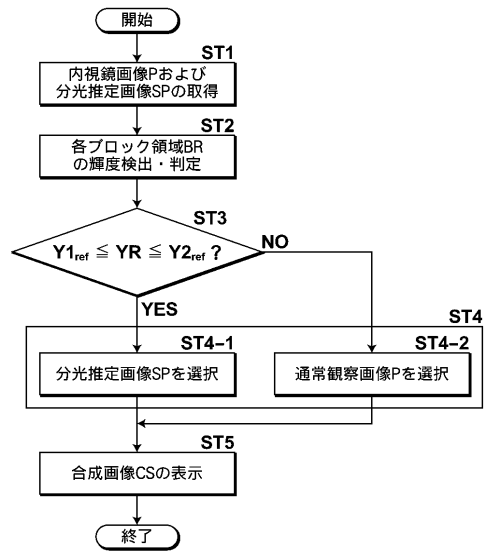 開始
ST1
内視鏡画像Pおよび
分光推定画像SPの取得
ST2
各ブロック領域BR
の輝度検出・判定
ST3
Y1ref ≦ YR ≦ Y2ref ?
NO
YES
ST4
ST4-1
分光推定画像SPを選択
ST4-2
通常観察画像Pを選択
ST5
合成画像CSの表示
終了